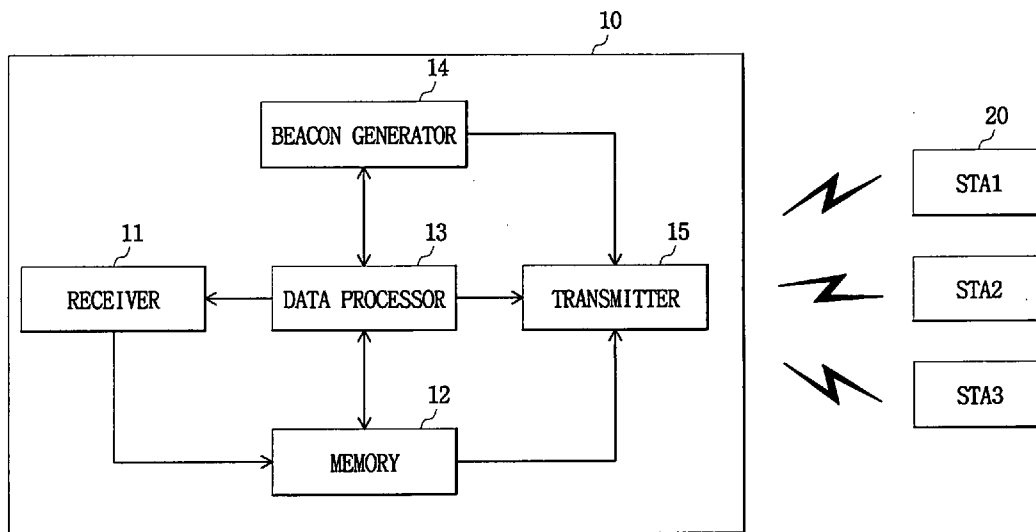 10
14
BEACON GENERATOR
20
STA1
11
13
15
RECEIVER
DATA PROCESSOR
TRANSMITTER
STA2
12
MEMORY
STA3